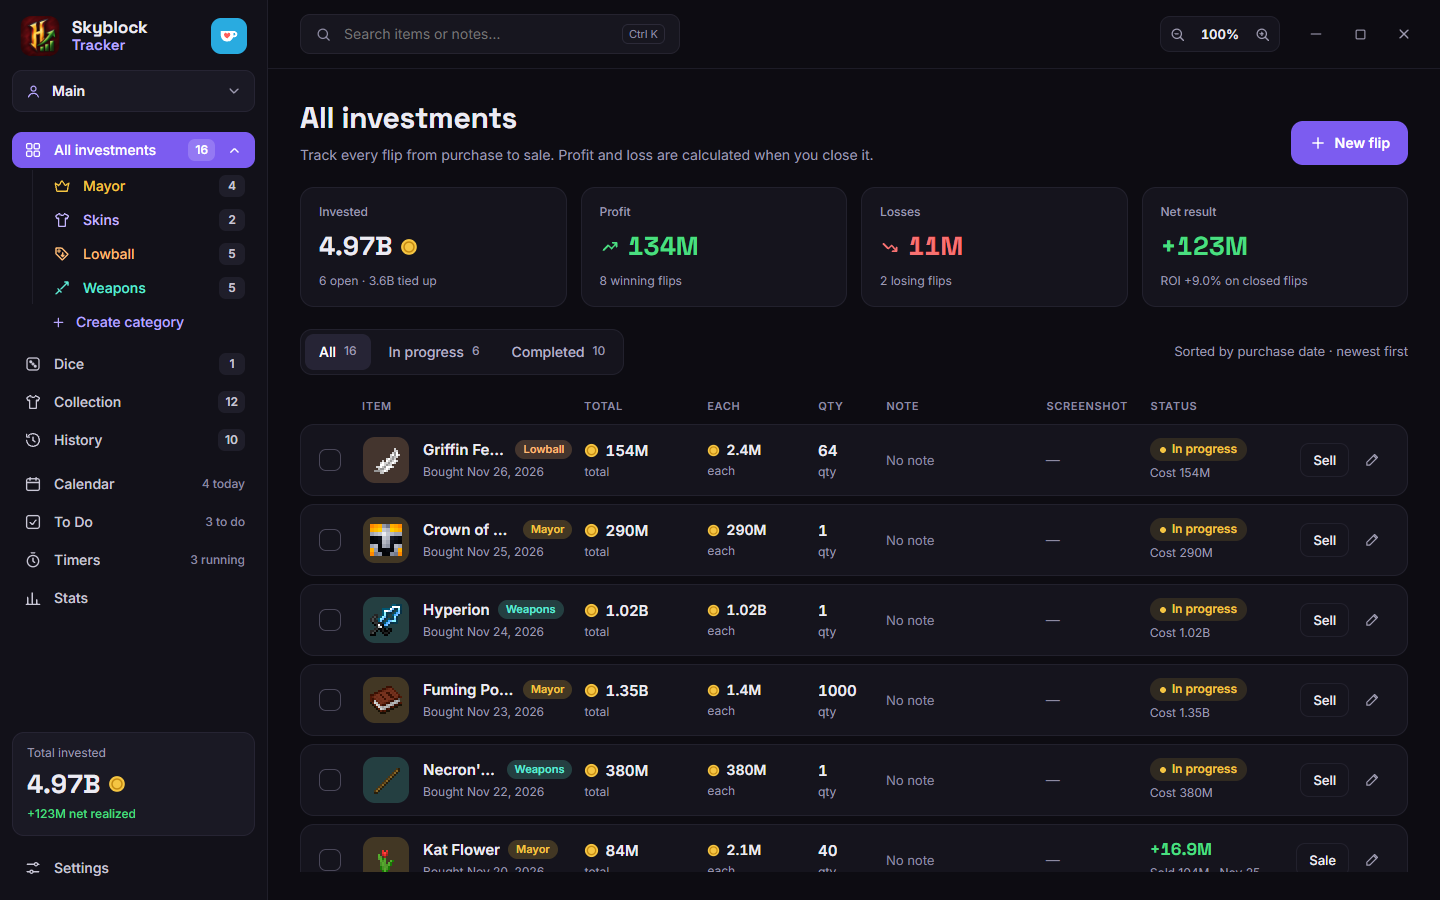 Skyblock
Tracker
Main
All investments 16
Mayor 4
Skins 2
Lowball 5
Weapons 5
Create category
Dice 1
Collection 12
History 10
Calendar 4 today
To Do 3 to do
Timers 3 running
Stats
Total invested
4.97B
+123M net realized
Settings
Search items or notes... Ctrl K
100%
All investments
Track every flip from purchase to sale. Profit and loss are calculated when you close it.
New flip
Invested
4.97B
6 open · 3.6B tied up
Profit
134M
8 winning flips
Losses
11M
2 losing flips
Net result
+123M
ROI +9.0% on closed flips
All 16 In progress 6 Completed 10
Sorted by purchase date · newest first
ITEM TOTAL EACH QTY NOTE SCREENSHOT STATUS
Griffin Fe... Lowball 154M 2.4M 64 No note — In progress Sell
Bought Nov 26, 2026 total each qty Cost 154M
Crown of ... Mayor 290M 290M 1 No note — In progress Sell
Bought Nov 25, 2026 total each qty Cost 290M
Hyperion Weapons 1.02B 1.02B 1 No note — In progress Sell
Bought Nov 24, 2026 total each qty Cost 1.02B
Fuming Po... Mayor 1.35B 1.4M 1000 No note — In progress Sell
Bought Nov 23, 2026 total each qty Cost 1.35B
Necron'... Weapons 380M 380M 1 No note — In progress Sell
Bought Nov 22, 2026 total each qty Cost 380M
Kat Flower Mayor 84M 2.1M 40 No note — +16.9M Sale
Bought Nov 20, 2026 total each qty Sold 104M · Nov 25